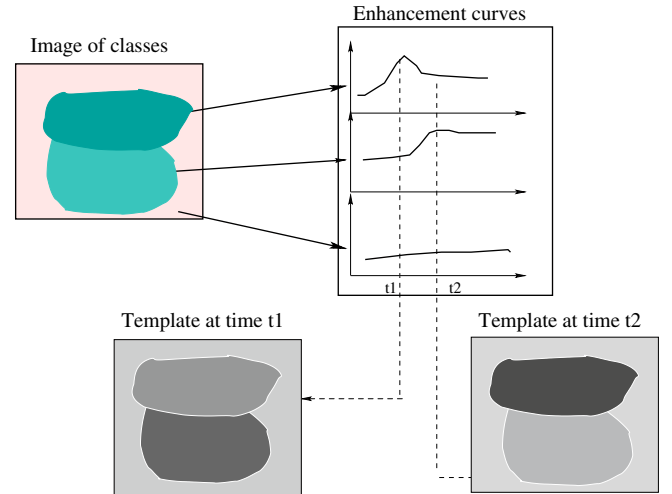 Enhancement curves
Image of classes
t1
t2
Template at time t1
Template at time t2